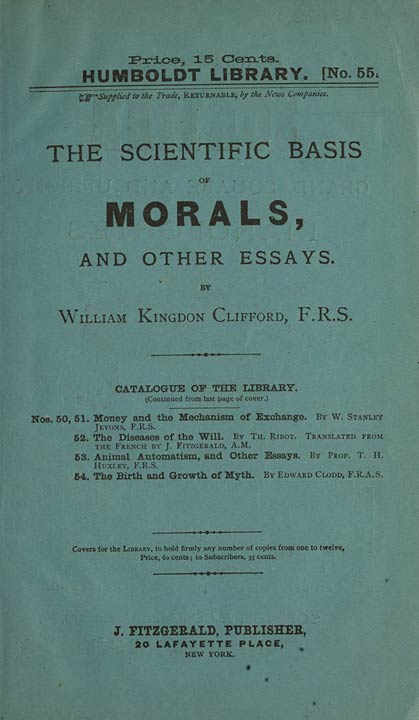 Price, 15 Cents.
HUMBOLDT LIBRARY. [No. 55.
☞ Supplied to the Trade, RETURNABLE, by the News Companies.
THE SCIENTIFIC BASIS
OF
MORALS,
AND OTHER ESSAYS.
BY
WILLIAM KINGDON CLIFFORD, F.R.S.
CATALOGUE OF THE LIBRARY.
(Continued from last page of cover.)
Nos. 50, 51. Money and the Mechanism of Exchange. BY W. STANLEY
JEVONS, F.R.S.
52. The Diseases of the Will. BY TH. RIBOT. TRANSLATED FROM
THE FRENCH BY J. FITZGERALD, A.M.
53. Animal Automatism, and Other Essays. BY PROF. T. H.
HUXLEY, F.R.S.
54. The Birth and Growth of Myth. BY EDWARD CLODD, F.R.A.S.
Covers for the LIBRARY, to hold firmly any number of copies from one to twelve,
Price, 60 cents; to Subscribers, 35 cents.
J. FITZGERALD, PUBLISHER,
20 LAFAYETTE PLACE,
NEW YORK.